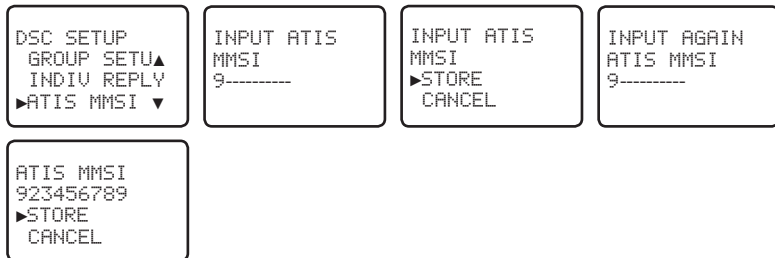 DSC SETUP
GROUP SETU▲
INDIV REPLY
►ATIS MMSI ▼
INPUT ATIS
MMSI
9----------
INPUT ATIS
MMSI
►STORE
CANCEL
INPUT AGAIN
ATIS MMSI
9----------
ATIS MMSI
923456789
►STORE
CANCEL